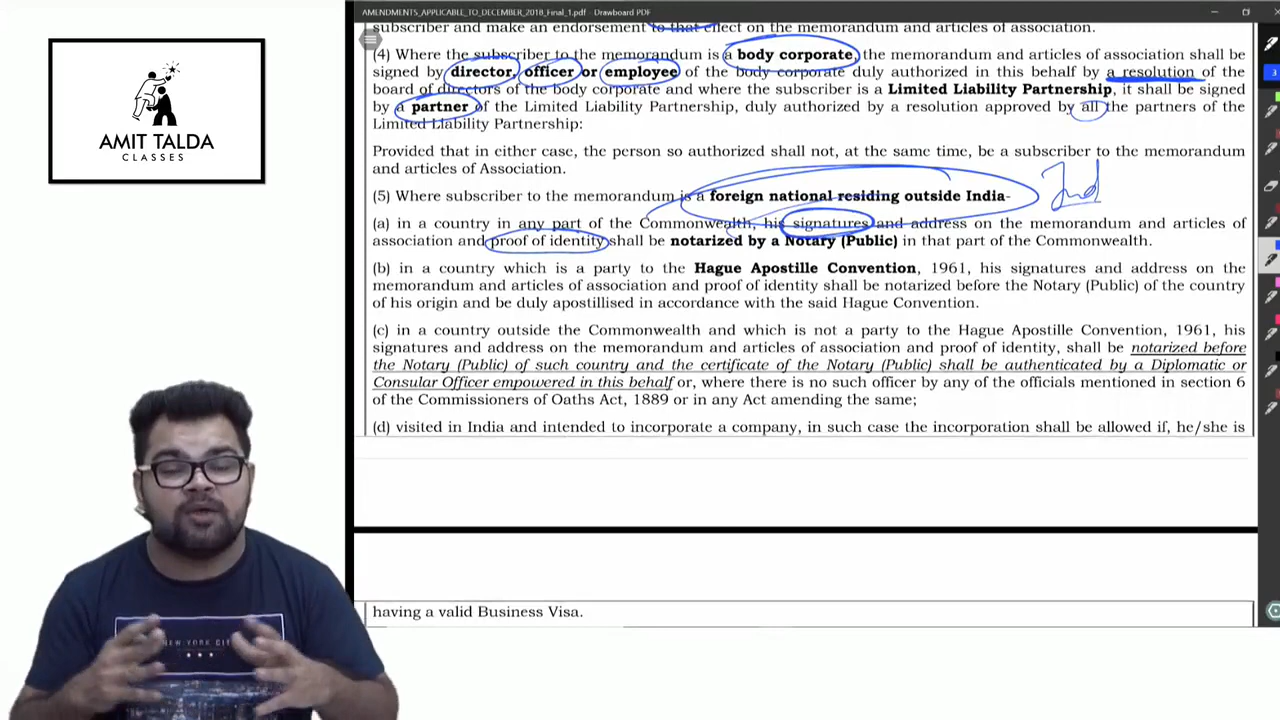 AMENDMENTS_APPLICABLE_TO_DECEMBER_2018_Final_1.pdf - Drawboard PDF
subscriber and make an endorsement to that effect on the memorandum and articles of association.
(4) Where the subscriber to the memorandum is a body corporate, the memorandum and articles of association shall be
signed by director, officer or employee of the body corporate duly authorized in this behalf by a resolution of the
board of directors of the body corporate and where the subscriber is a Limited Liability Partnership, it shall be signed
by a partner of the Limited Liability Partnership, duly authorized by a resolution approved by all the partners of the
Limited Liability Partnership:
Provided that in either case, the person so authorized shall not, at the same time, be a subscriber to the memorandum
and articles of Association.
(5) Where subscriber to the memorandum is a foreign national residing outside India-
Ind
(a) in a country in any part of the Commonwealth, his signatures and address on the memorandum and articles of
association and proof of identity shall be notarized by a Notary (Public) in that part of the Commonwealth.
(b) in a country which is a party to the Hague Apostille Convention, 1961, his signatures and address on the
memorandum and articles of association and proof of identity shall be notarized before the Notary (Public) of the country
of his origin and be duly apostillised in accordance with the said Hague Convention.
(c) in a country outside the Commonwealth and which is not a party to the Hague Apostille Convention, 1961, his
signatures and address on the memorandum and articles of association and proof of identity, shall be notarized before
the Notary (Public) of such country and the certificate of the Notary (Public) shall be authenticated by a Diplomatic or
Consular Officer empowered in this behalf or, where there is no such officer by any of the officials mentioned in section 6
of the Commissioners of Oaths Act, 1889 or in any Act amending the same;
(d) visited in India and intended to incorporate a company, in such case the incorporation shall be allowed if, he/she is
having a valid Business Visa.
AMIT TALDA
CLASSES
NEW YORK CITY